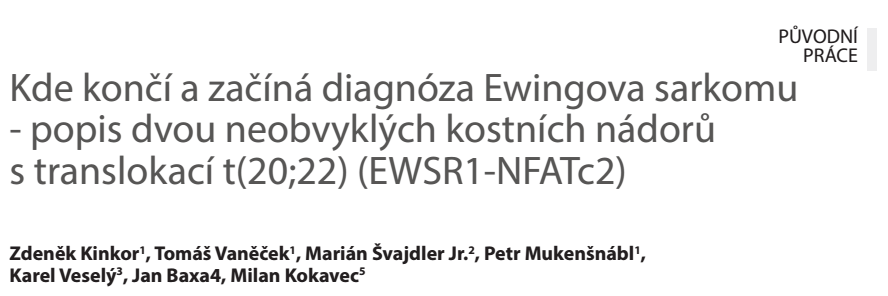 PŮVODNÍ
PRÁCE
Kde končí a začíná diagnóza Ewingova sarkomu
- popis dvou neobvyklých kostních nádorů
s translokací t(20;22) (EWSR1-NFATc2)
Zdeněk Kinkor¹, Tomáš Vaněček¹, Marián Švajdler Jr.², Petr Mukenšnábl¹,
Karel Veselý³, Jan Baxa4, Milan Kokavec⁵